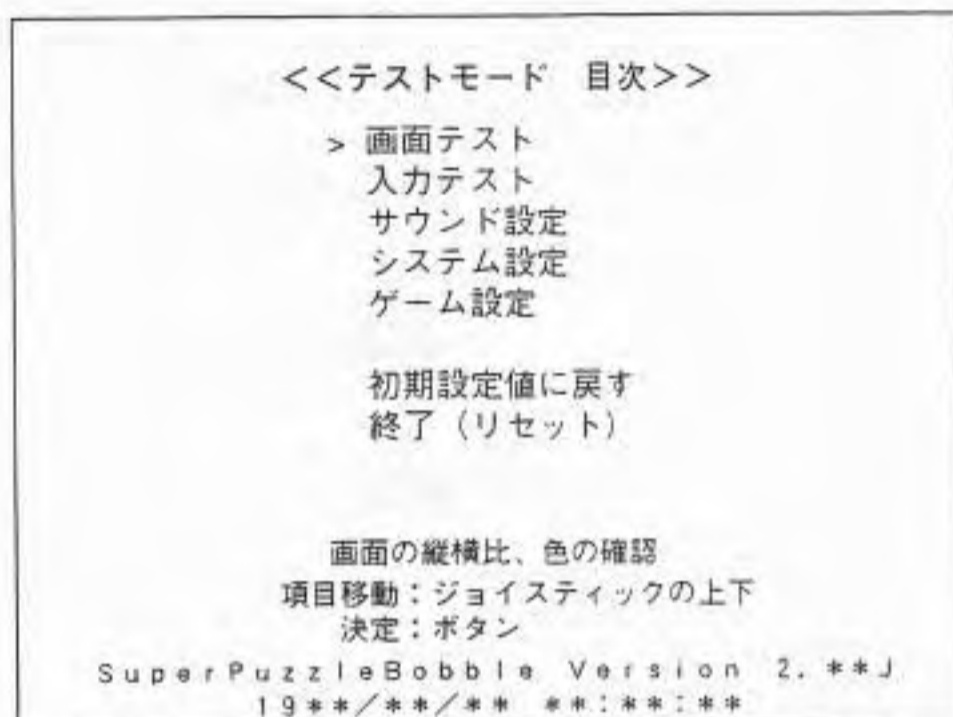 <<テストモード 目次>>
> 画面テスト
入力テスト
サウンド設定
システム設定
ゲーム設定
初期設定値に戻す
終了（リセット）
画面の縦横比、色の確認
項目移動：ジョイスティックの上下
決定：ボタン
SuperPuzzleBobble Version 2.**J
19**/**/** **:**:**